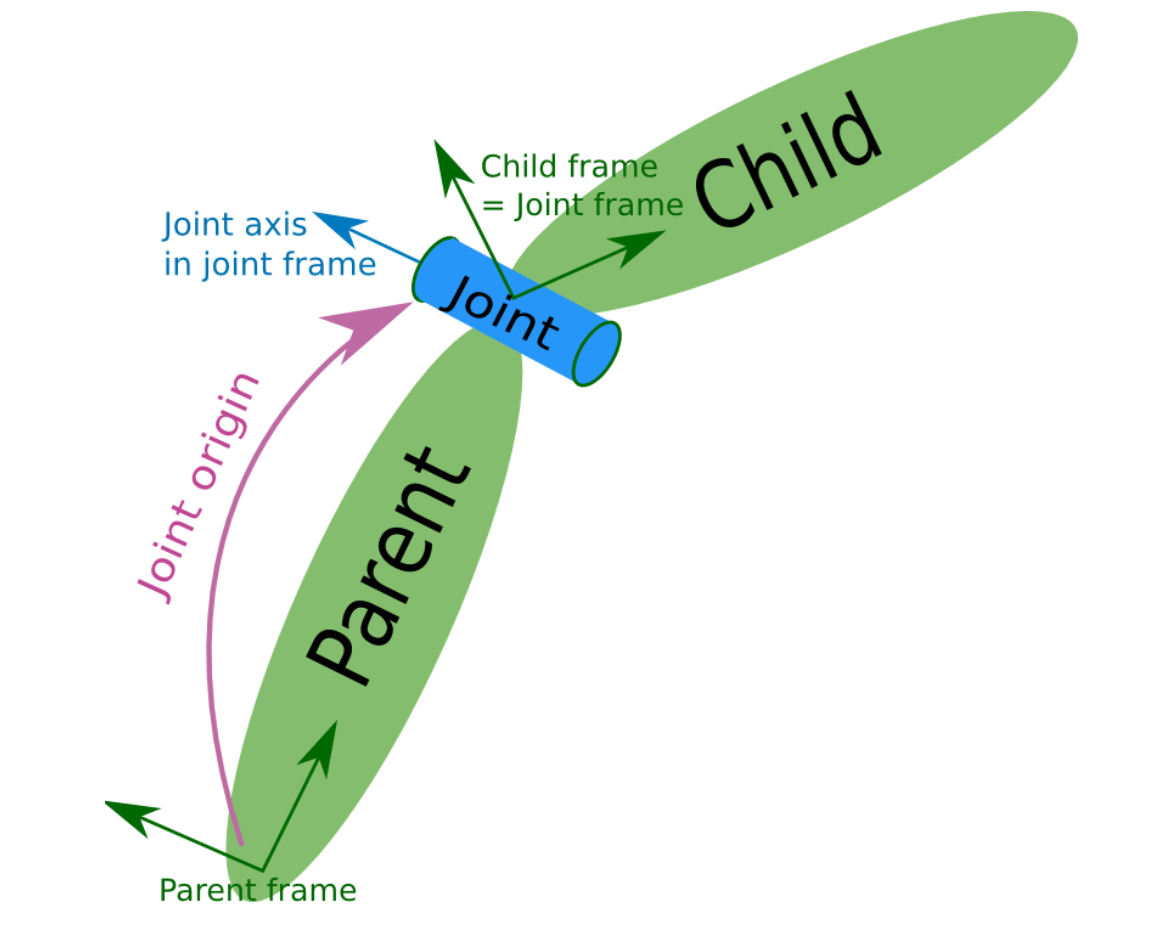 Child
Child frame
= Joint frame
Joint axis
in joint frame
Joint
Joint origin
Parent
Parent frame